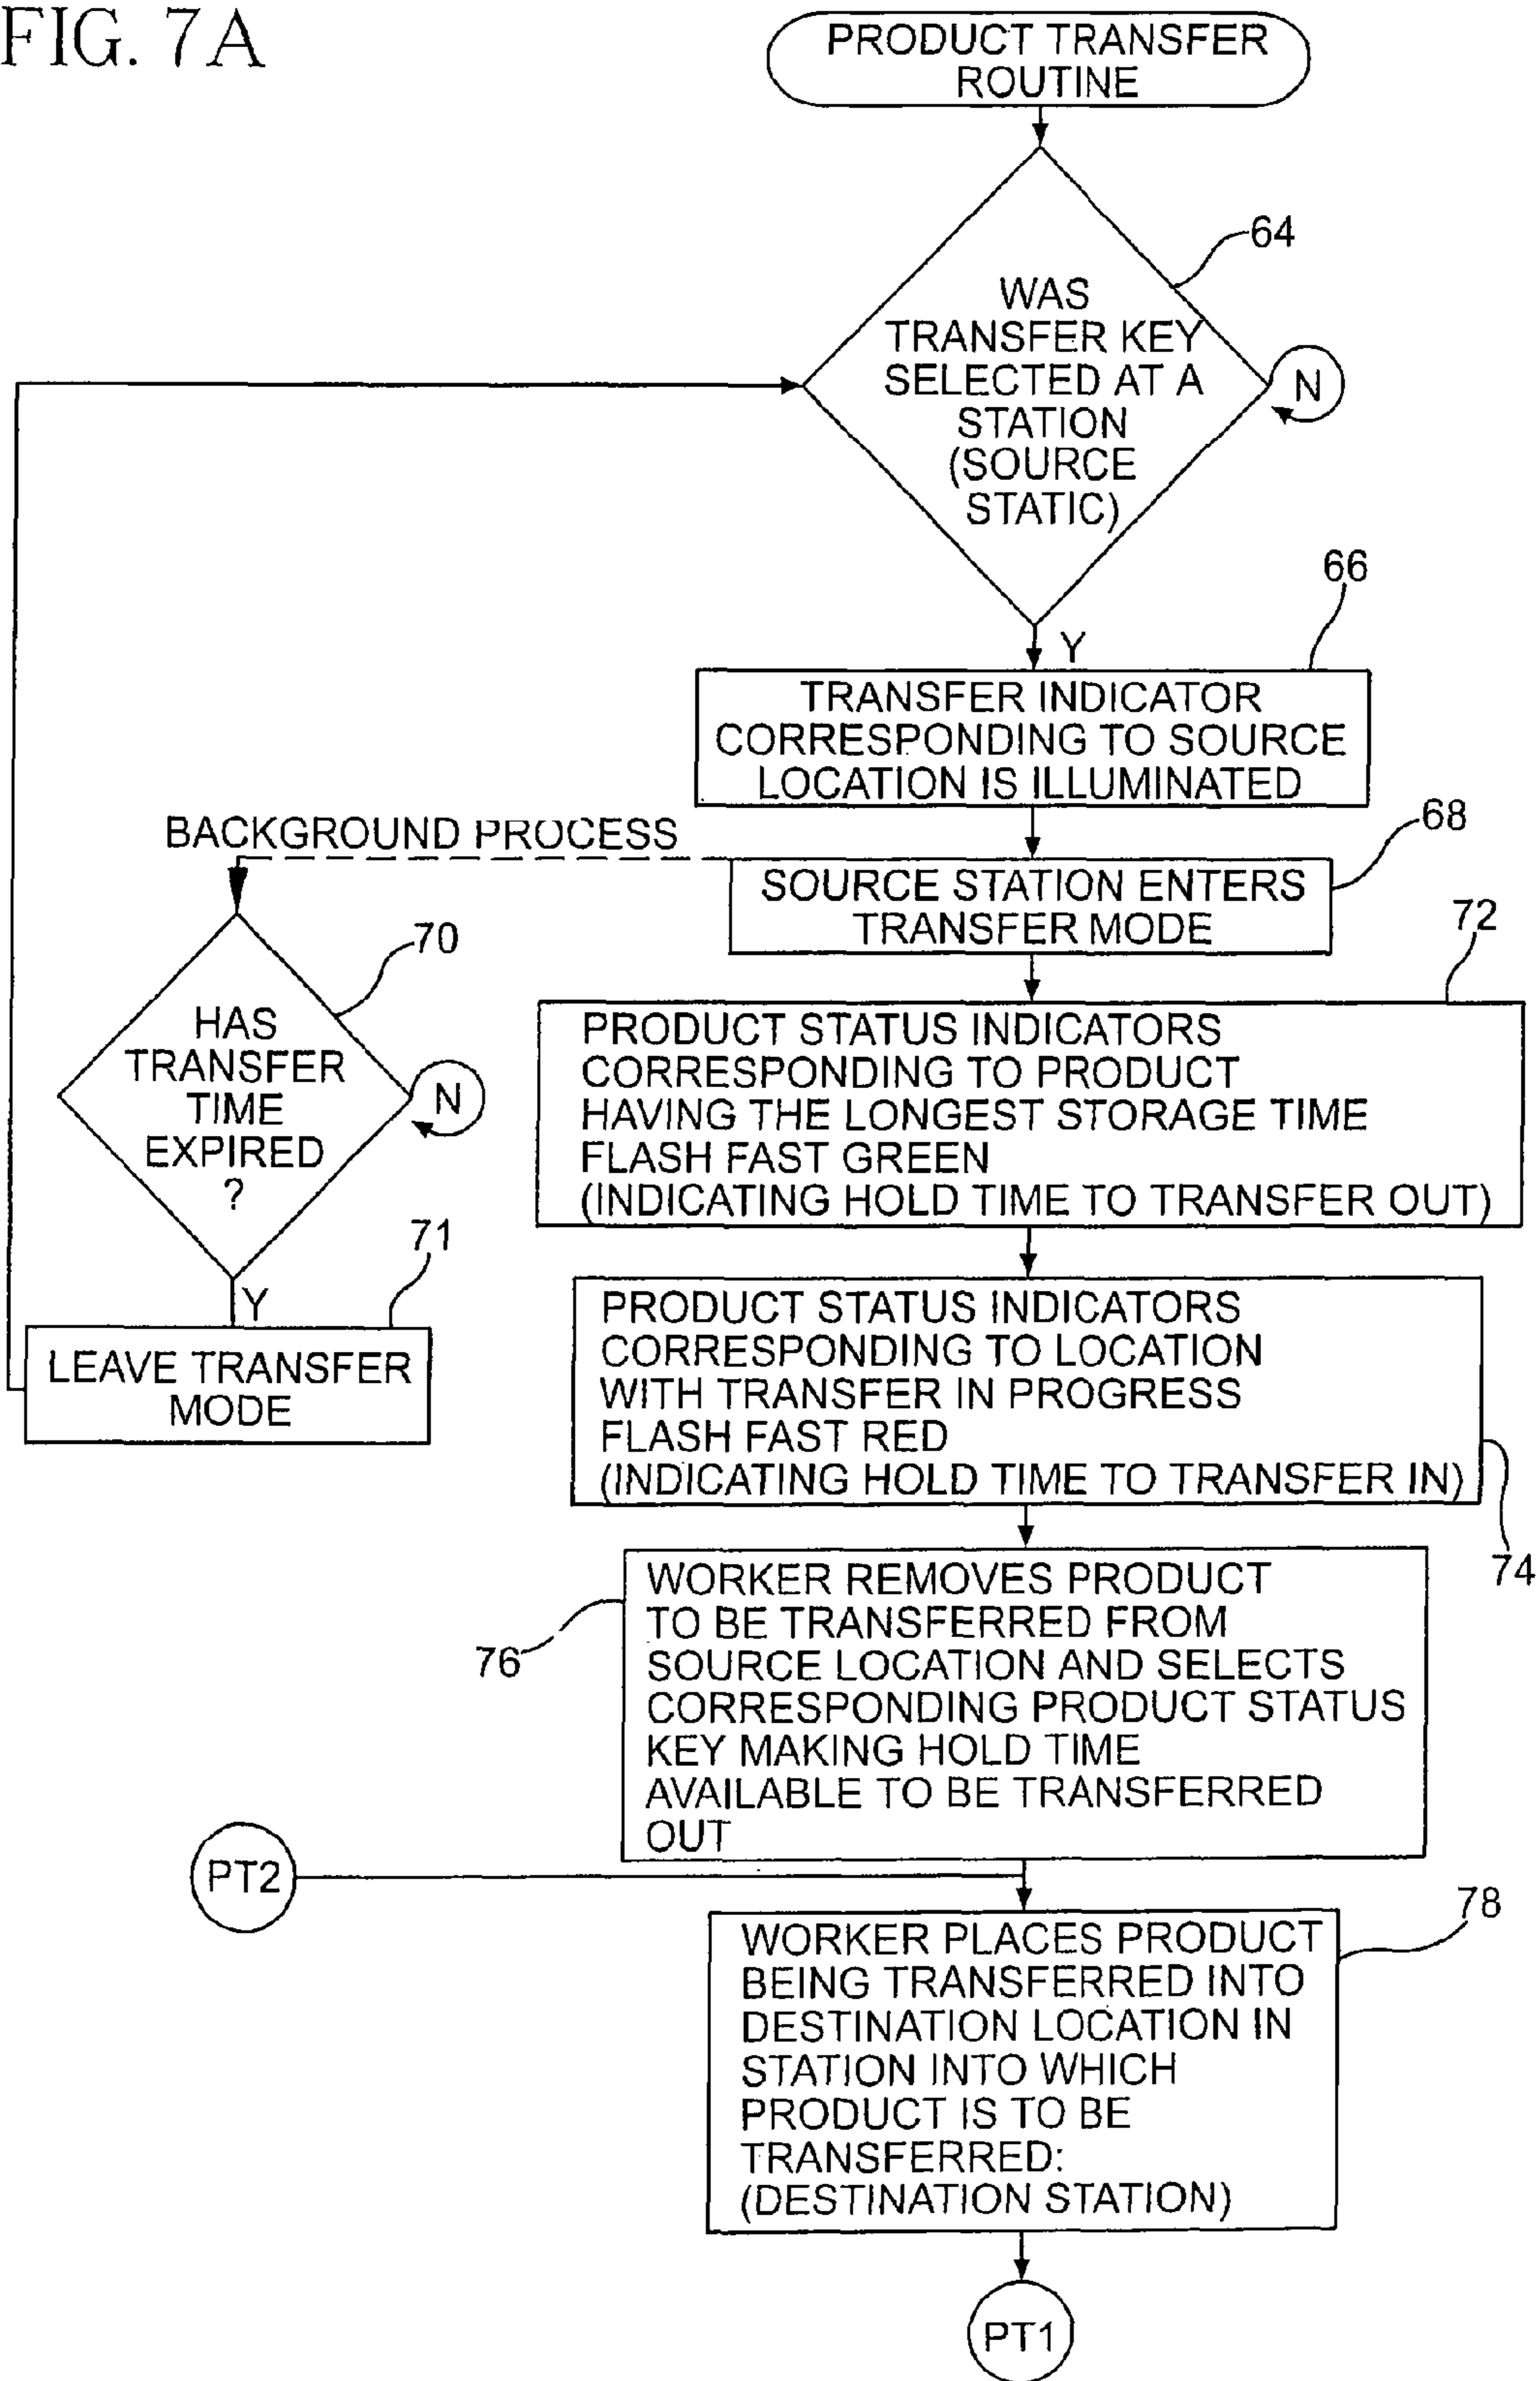 FIG. 7A
PRODUCT TRANSFER
ROUTINE
64
WAS
TRANSFER KEY
SELECTED AT A
STATION
(SOURCE
STATIC)
N
Y
66
TRANSFER INDICATOR
CORRESPONDING TO SOURCE
LOCATION IS ILLUMINATED
BACKGROUND PROCESS
68
SOURCE STATION ENTERS
TRANSFER MODE
70
HAS
TRANSFER
TIME
EXPIRED
?
N
Y
71
LEAVE TRANSFER
MODE
72
PRODUCT STATUS INDICATORS
CORRESPONDING TO PRODUCT
HAVING THE LONGEST STORAGE TIME
FLASH FAST GREEN
(INDICATING HOLD TIME TO TRANSFER OUT)
PRODUCT STATUS INDICATORS
CORRESPONDING TO LOCATION
WITH TRANSFER IN PROGRESS
FLASH FAST RED
(INDICATING HOLD TIME TO TRANSFER IN)
74
76
WORKER REMOVES PRODUCT
TO BE TRANSFERRED FROM
SOURCE LOCATION AND SELECTS
CORRESPONDING PRODUCT STATUS
KEY MAKING HOLD TIME
AVAILABLE TO BE TRANSFERRED
OUT
PT2
78
WORKER PLACES PRODUCT
BEING TRANSFERRED INTO
DESTINATION LOCATION IN
STATION INTO WHICH
PRODUCT IS TO BE
TRANSFERRED:
(DESTINATION STATION)
PT1